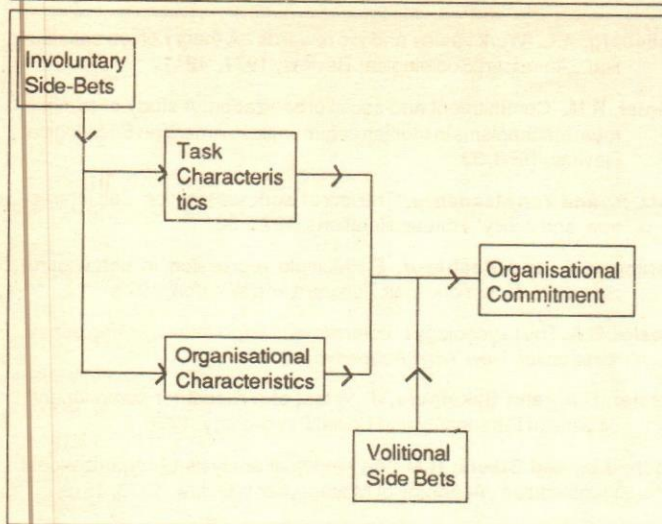 Involuntary
Side-Bets
Task
Characteris
tics
Organisational
Characteristics
Organisational
Commitment
Volitional
Side Bets